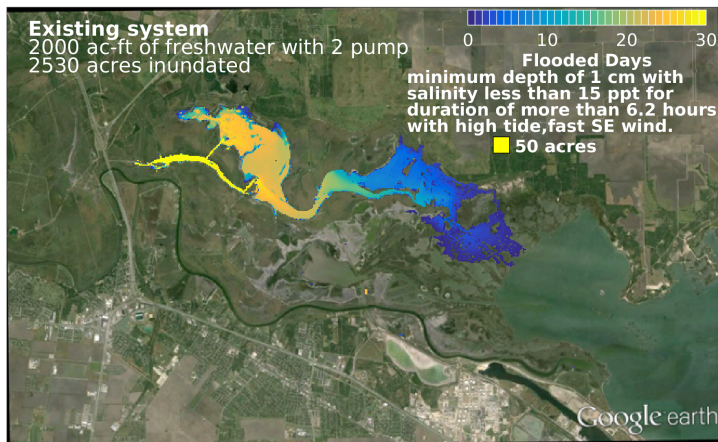 Existing system
2000 ac-ft of freshwater with 2 pump
2530 acres inundated
0 10 20 30
Flooded Days
minimum depth of 1 cm with
salinity less than 15 ppt for
duration of more than 6.2 hours
with high tide,fast SE wind.
50 acres
Google earth